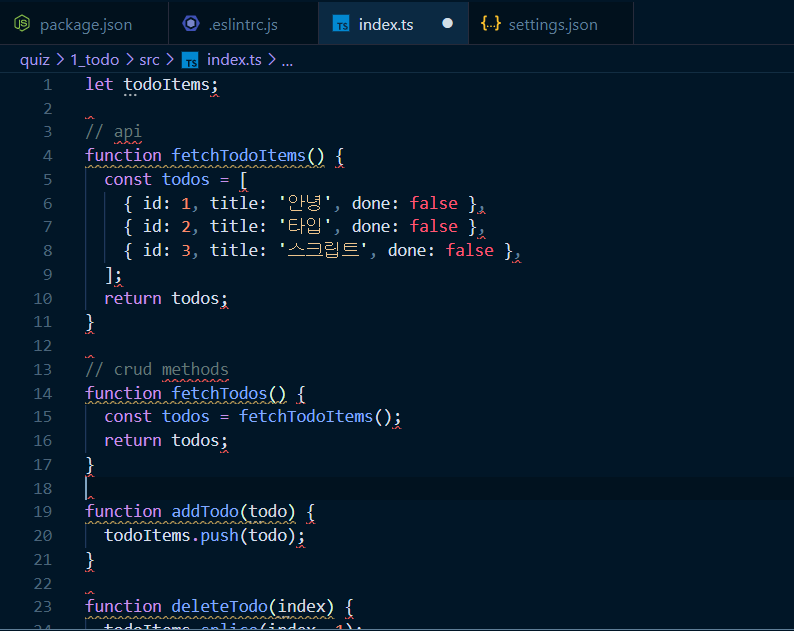 package.json .eslintrc.js TS index.ts settings.json
quiz > 1_todo > src > TS index.ts > ...
1 let todoItems;
2
3 // api
4 function fetchTodoItems() {
5 const todos = [
6 { id: 1, title: '안녕', done: false },
7 { id: 2, title: '타입', done: false },
8 { id: 3, title: '스크립트', done: false },
9 ];
10 return todos;
11 }
12
13 // crud methods
14 function fetchTodos() {
15 const todos = fetchTodoItems();
16 return todos;
17 }
18
19 function addTodo(todo) {
20 todoItems.push(todo);
21 }
22
23 function deleteTodo(index) {
24 todoItems.splice(index, 1);